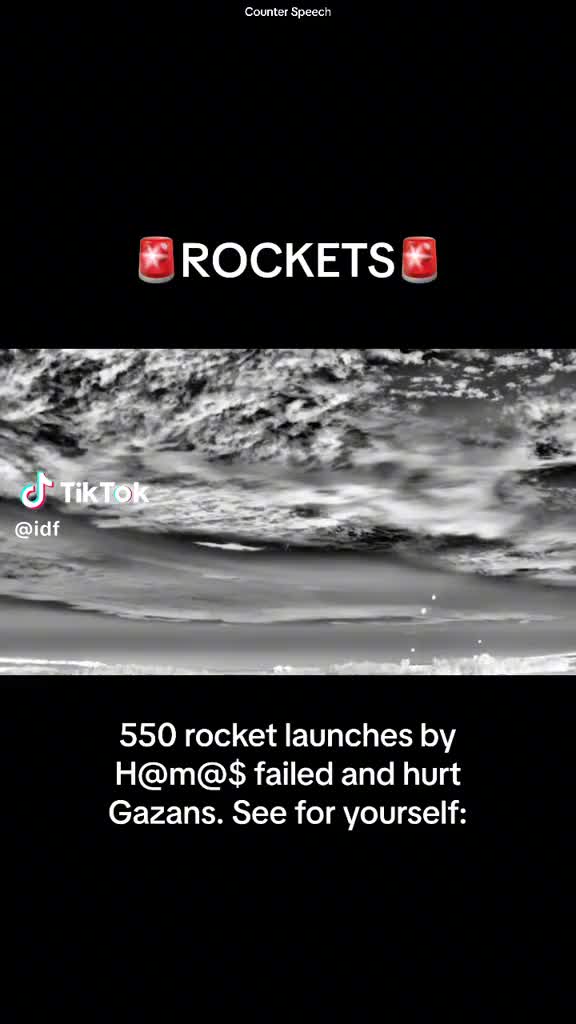 Counter Speech
🚨ROCKETS🚨
TikTok
@idf
550 rocket launches by
H@m@$ failed and hurt
Gazans. See for yourself: